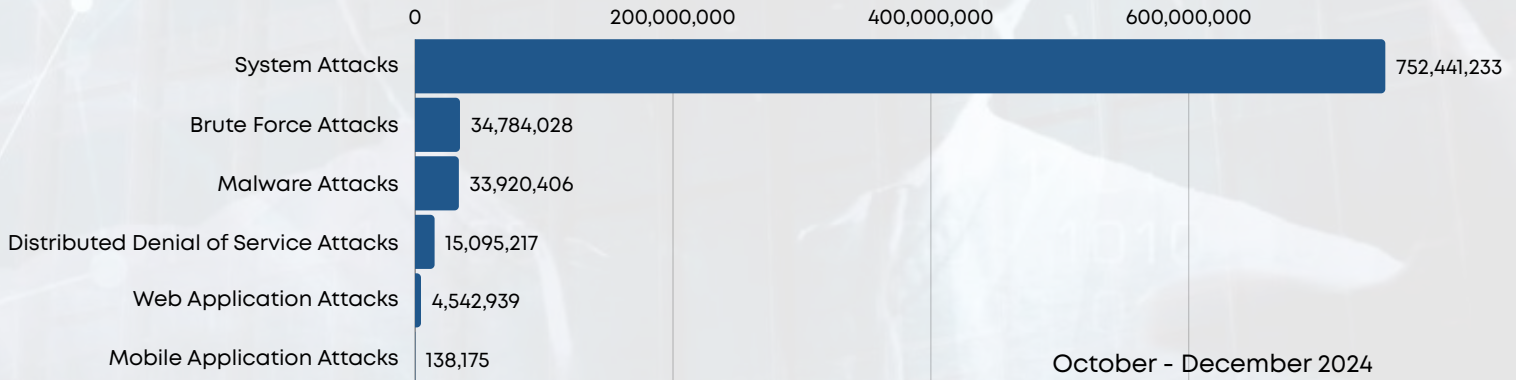 0 200,000,000 400,000,000 600,000,000
System Attacks 752,441,233
Brute Force Attacks 34,784,028
Malware Attacks 33,920,406
Distributed Denial of Service Attacks 15,095,217
Web Application Attacks 4,542,939
Mobile Application Attacks 138,175
October - December 2024